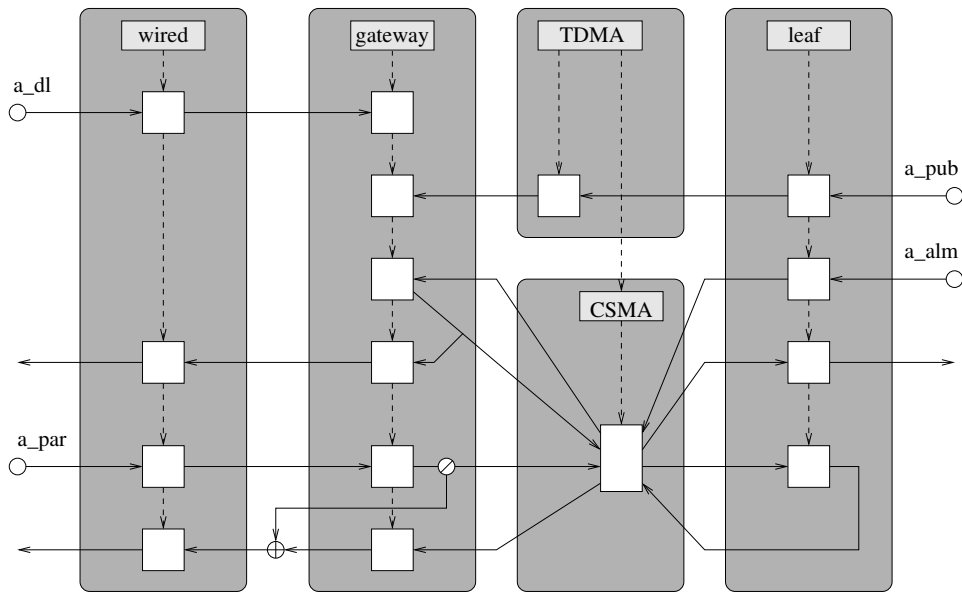 wired
gateway
TDMA
leaf
a_dl
a_pub
a_alm
CSMA
a_par